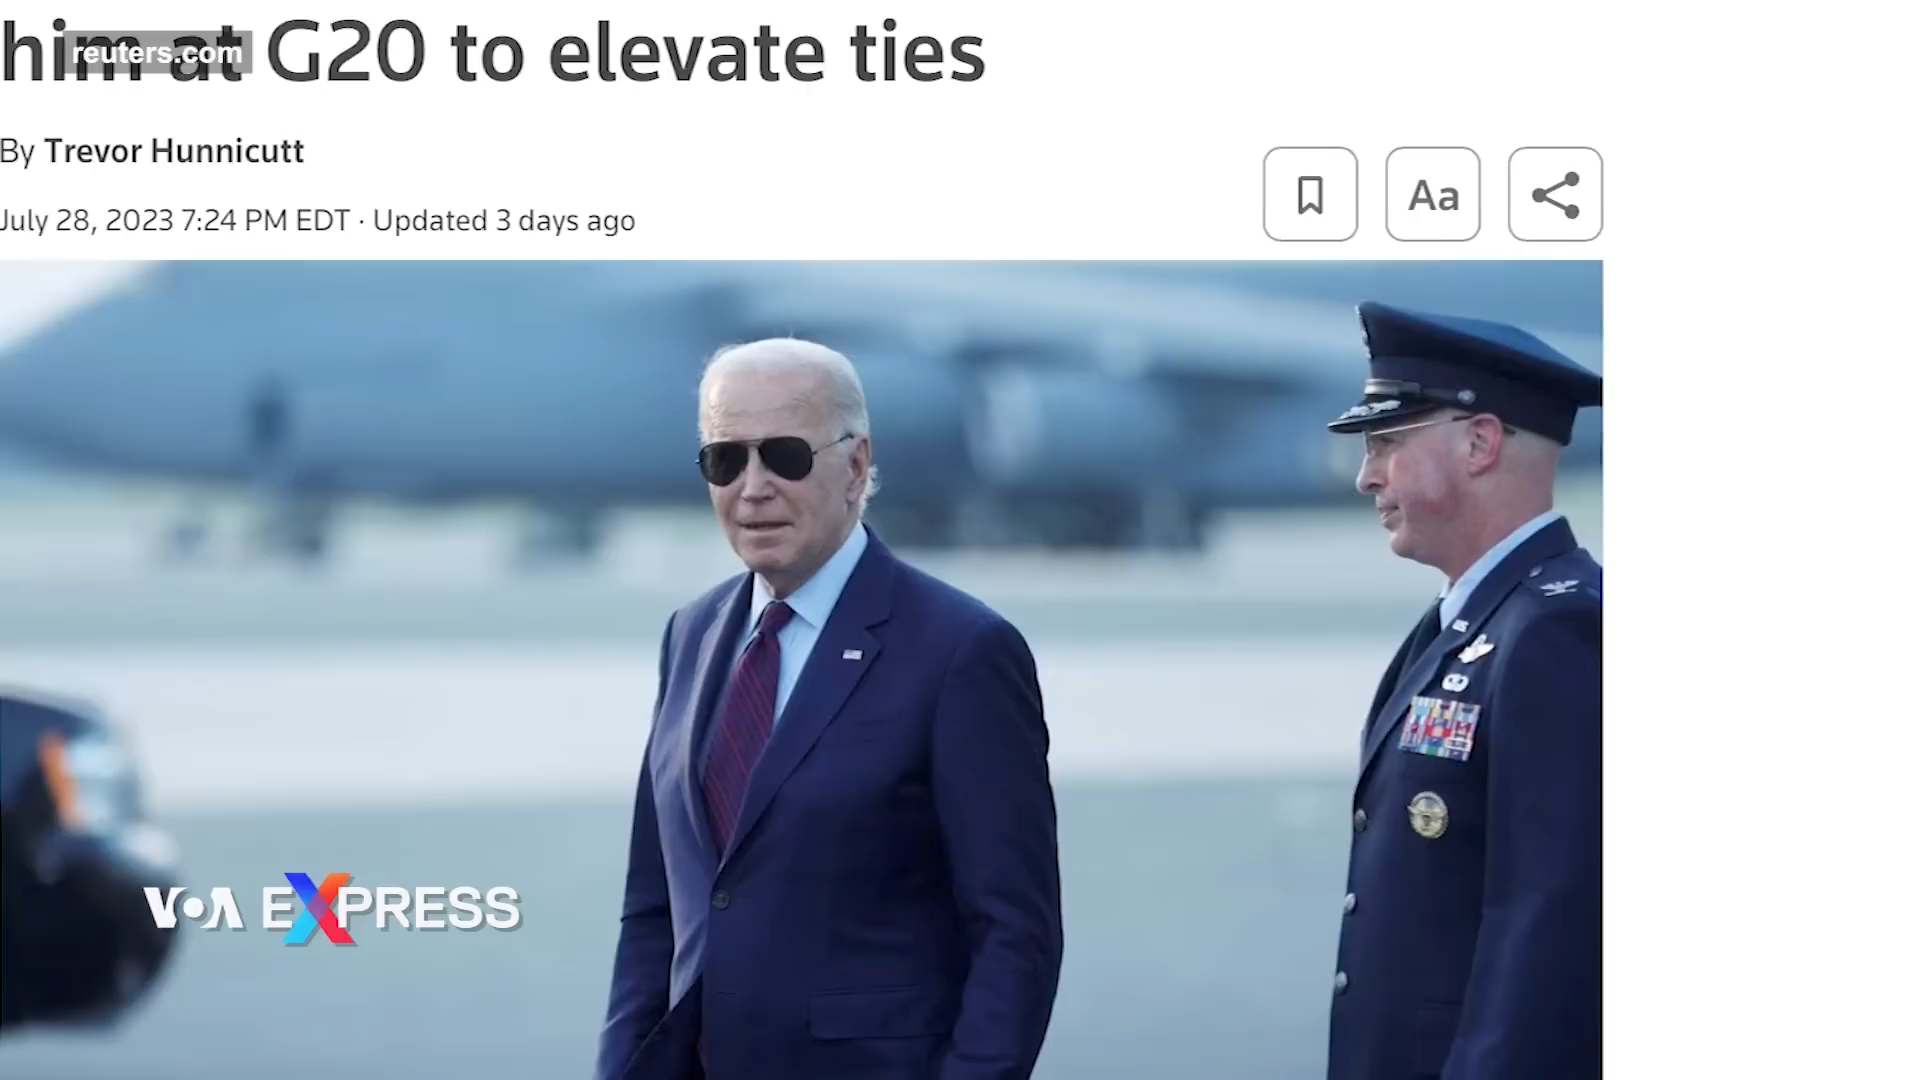 him at G20 to elevate ties
reuters.com
By Trevor Hunnicutt
July 28, 2023 7:24 PM EDT · Updated 3 days ago
Aa
VOA EXPRESS